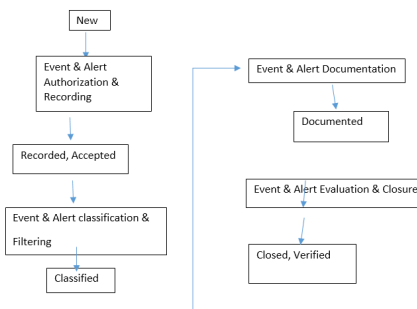 New
Event & Alert
Authorization &
Recording
Recorded, Accepted
Event & Alert classification &
Filtering
Classified
Event & Alert Documentation
Documented
Event & Alert Evaluation & Closure
Closed, Verified